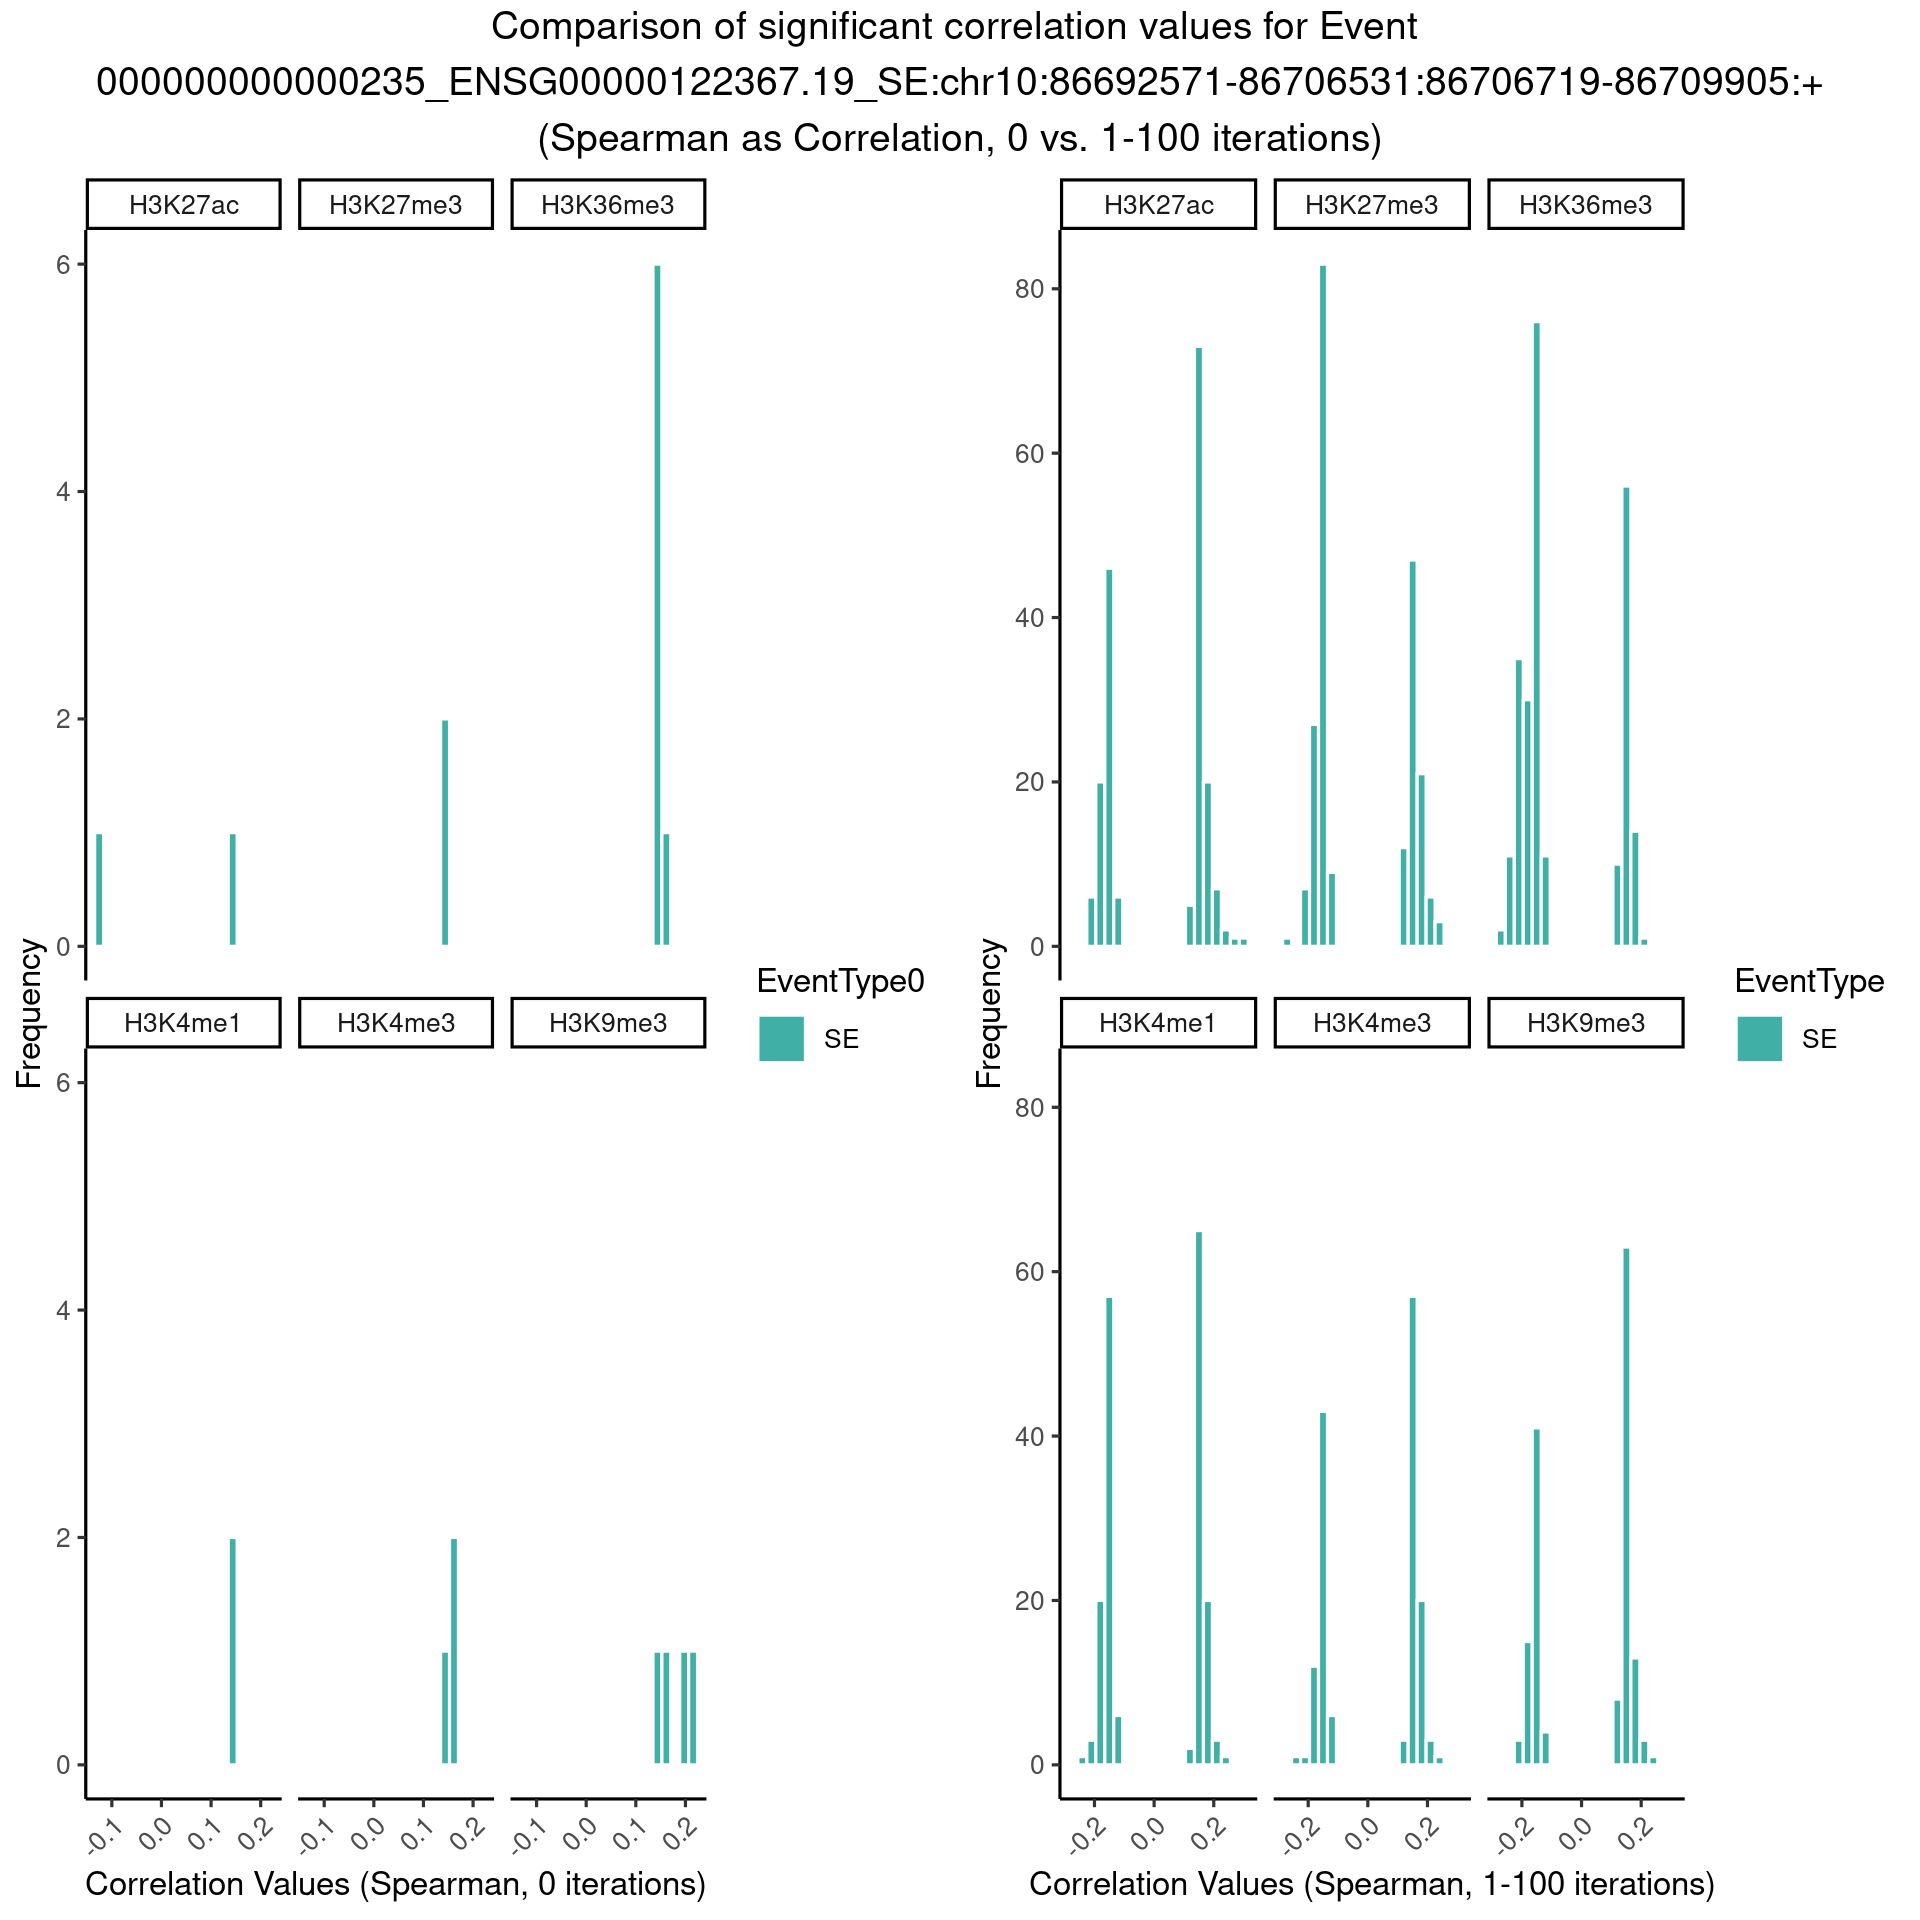 Comparison of significant correlation values for Event
000000000000235_ENSG00000122367.19_SE:chr10:86692571-86706531:86706719-86709905:+
(Spearman as Correlation, 0 vs. 1-100 iterations)
H3K27ac
H3K27me3
H3K36me3
6
4
2
0
H3K4me1
H3K4me3
H3K9me3
6
4
2
0
-0.1
0.0
0.1
0.2
-0.1
0.0
0.1
0.2
-0.1
0.0
0.1
0.2
Frequency
Correlation Values (Spearman, 0 iterations)
EventType0
SE
H3K27ac
H3K27me3
H3K36me3
80
60
40
20
0
H3K4me1
H3K4me3
H3K9me3
80
60
40
20
0
-0.2
0.0
0.2
-0.2
0.0
0.2
-0.2
0.0
0.2
Frequency
Correlation Values (Spearman, 1-100 iterations)
EventType
SE